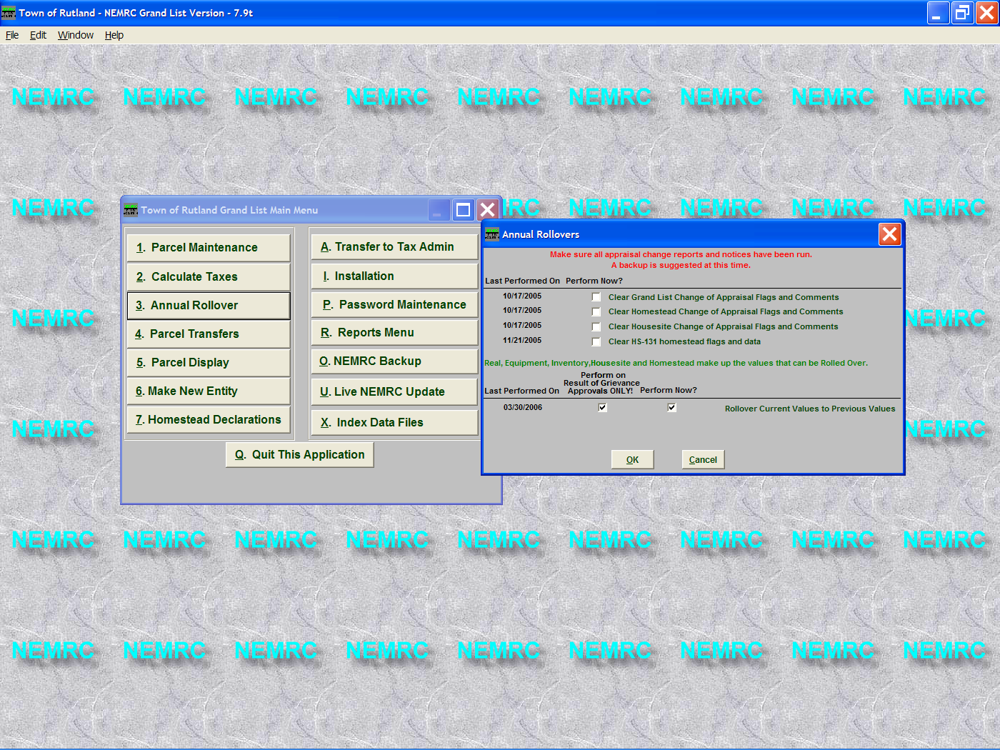 Town of Rutland - NEMRC Grand List Version - 7.9t
File Edit Window Help
NEMRC NEMRC NEMRC NEMRC NEMRC NEMRC NEMRC NEMRC NEMRC
NEMRC NEMRC NEMRC NEMRC
Town of Rutland Grand List Main Menu
1. Parcel Maintenance
2. Calculate Taxes
3. Annual Rollover
4. Parcel Transfers
5. Parcel Display
6. Make New Entity
7. Homestead Declarations
A. Transfer to Tax Admin
I. Installation
P. Password Maintenance
R. Reports Menu
O. NEMRC Backup
U. Live NEMRC Update
X. Index Data Files
Q. Quit This Application
Annual Rollovers
Make sure all appraisal change reports and notices have been run.
A backup is suggested at this time.
Last Performed On Perform Now?
10/17/2005 Clear Grand List Change of Appraisal Flags and Comments
10/17/2005 Clear Homestead Change of Appraisal Flags and Comments
10/17/2005 Clear Housesite Change of Appraisal Flags and Comments
11/21/2005 Clear HS-131 homestead flags and data
Real, Equipment, Inventory,Housesite and Homestead make up the values that can be Rolled Over.
Perform on
Result of Grievance
Last Performed On Approvals ONLY! Perform Now?
03/30/2006 Rollover Current Values to Previous Values
OK Cancel
NEMRC NEMRC
NEMRC NEMRC
NEMRC NEMRC NEMRC NEMRC NEMRC NEMRC NEMRC NEMRC NEMRC
NEMRC NEMRC NEMRC NEMRC NEMRC NEMRC NEMRC NEMRC NEMRC